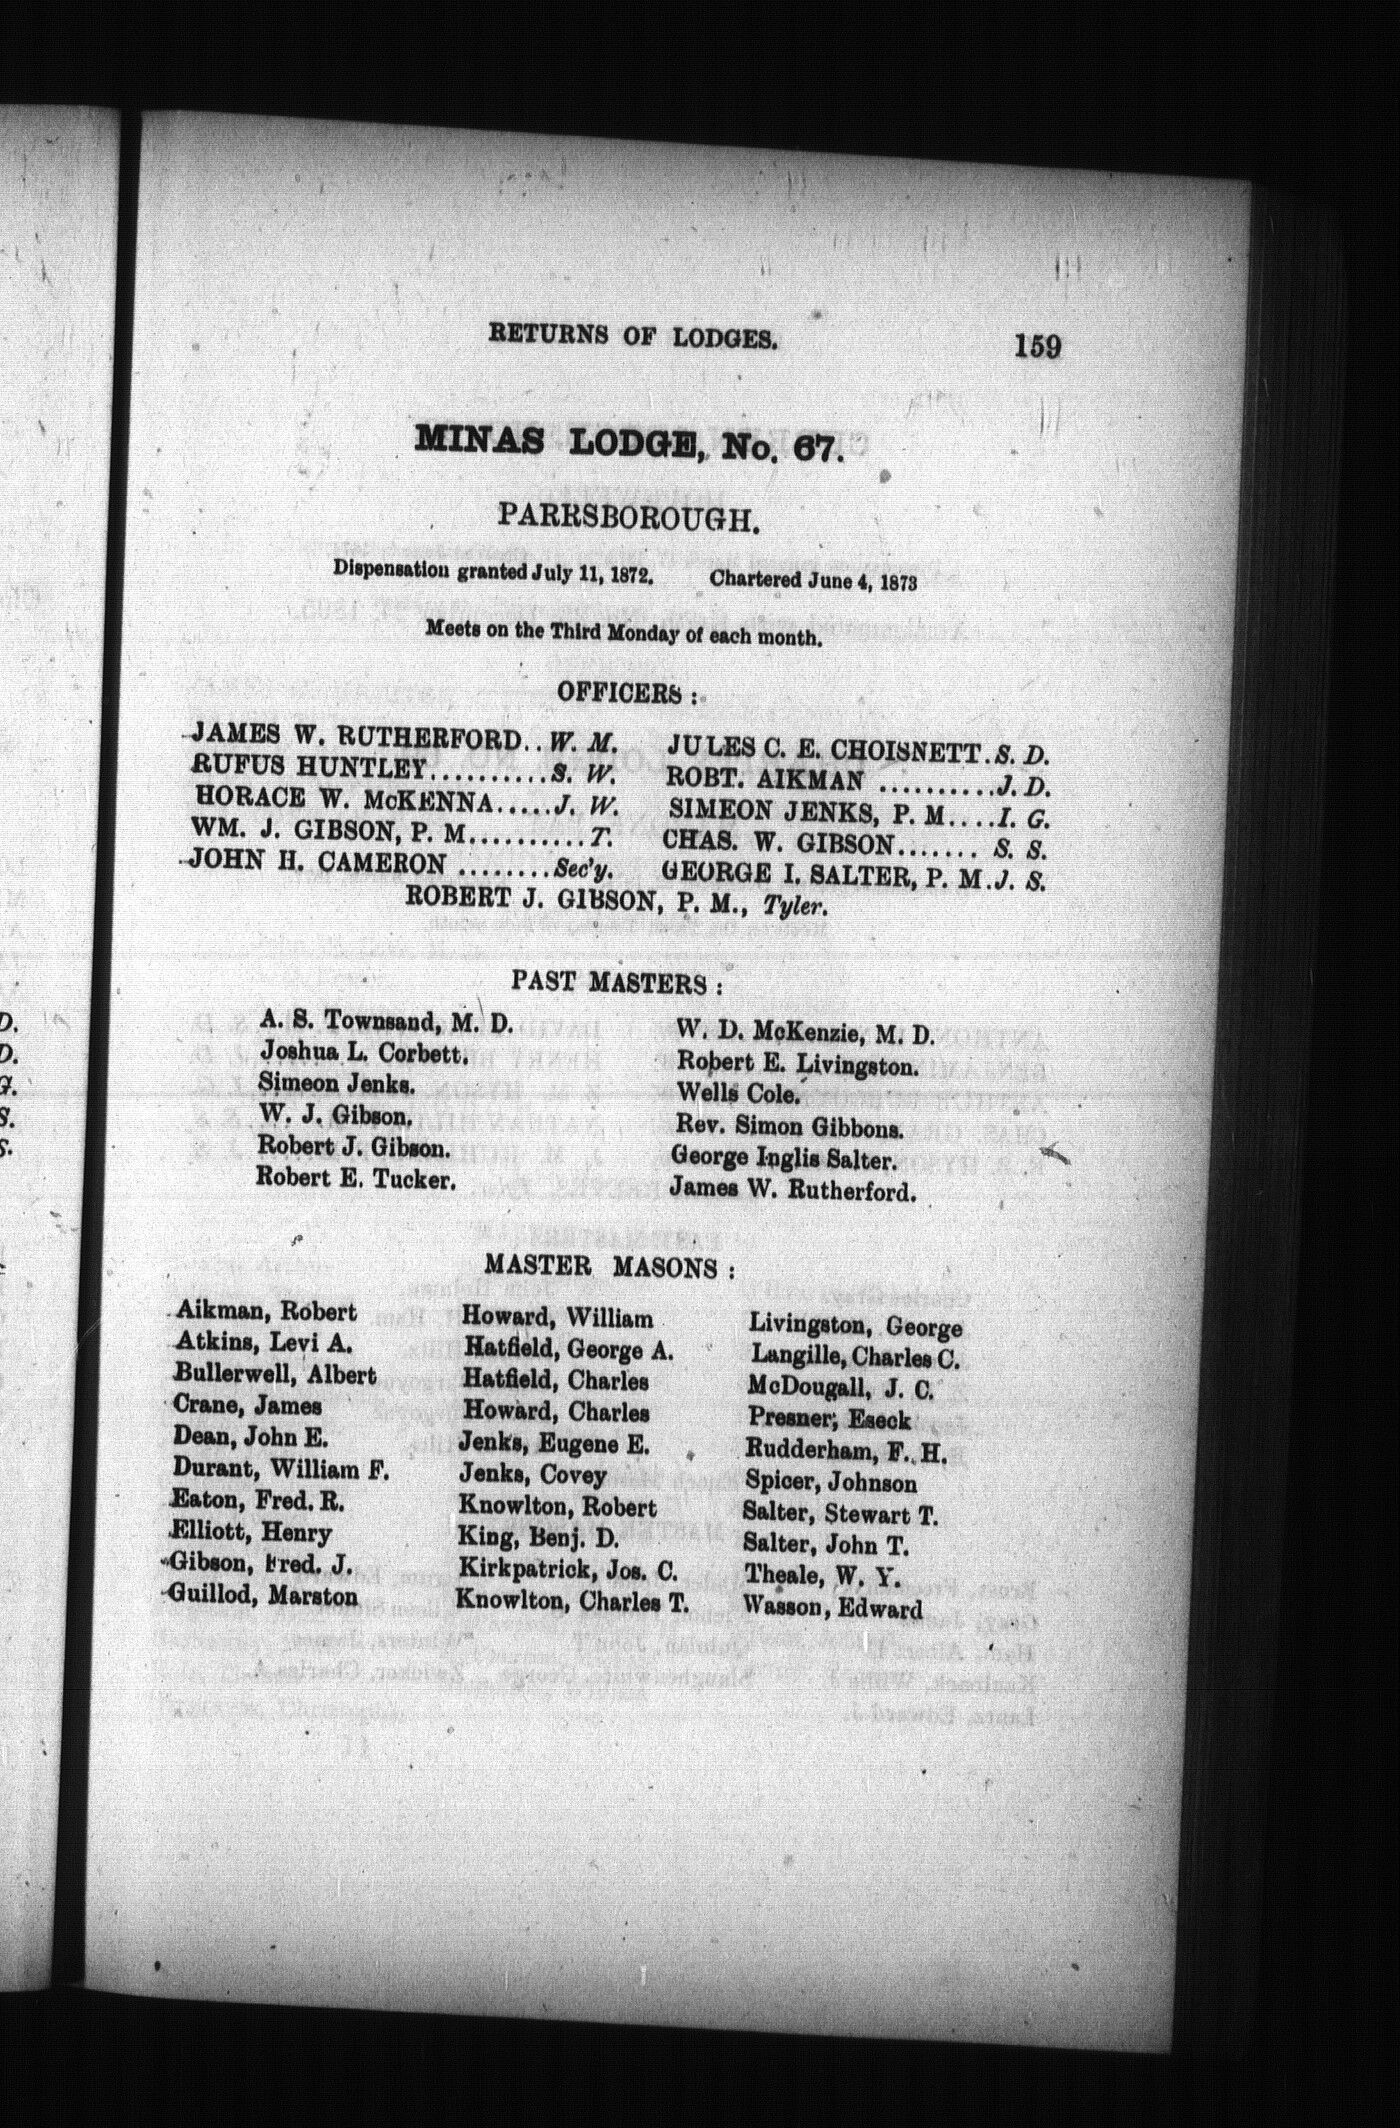 RETURNS OF LODGES. 159
MINAS LODGE, No. 67.
PARRSBOROUGH.
Dispensation granted July 11, 1872. Chartered June 4, 1873
Meets on the Third Monday of each month.
OFFICERS :
JAMES W. RUTHERFORD..W. M. JULES C. E. CHOISNETT.S. D.
RUFUS HUNTLEY..........S. W. ROBT. AIKMAN ..........J. D.
HORACE W. McKENNA.....J. W. SIMEON JENKS, P. M....I. G.
WM. J. GIBSON, P. M..........T. CHAS. W. GIBSON....... S. S.
JOHN H. CAMERON ........Sec'y. GEORGE I. SALTER, P. M.J. S.
ROBERT J. GIBSON, P. M., Tyler.
PAST MASTERS :
A. S. Townsand, M. D. W. D. McKenzie, M. D.
Joshua L. Corbett. Robert E. Livingston.
Simeon Jenks. Wells Cole.
W. J. Gibson. Rev. Simon Gibbons.
Robert J. Gibson. George Inglis Salter.
Robert E. Tucker. James W. Rutherford.
MASTER MASONS :
Aikman, Robert Howard, William Livingston, George
Atkins, Levi A. Hatfield, George A. Langille, Charles C.
Bullerwell, Albert Hatfield, Charles McDougall, J. C.
Crane, James Howard, Charles Presner, Eseck
Dean, John E. Jenks, Eugene E. Rudderham, F. H.
Durant, William F. Jenks, Covey Spicer, Johnson
Eaton, Fred. R. Knowlton, Robert Salter, Stewart T.
Elliott, Henry King, Benj. D. Salter, John T.
Gibson, Fred. J. Kirkpatrick, Jos. C. Theale, W. Y.
Guillod, Marston Knowlton, Charles T. Wasson, Edward